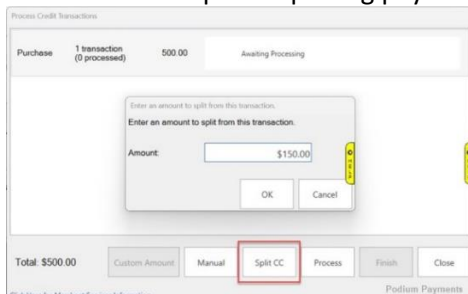 Process Credit Transactions
Purchase 1 transaction (0 processed) 500.00 Awaiting Processing
Enter an amount to split from this transaction.
Enter an amount to split from this transaction.
Amount: $150.00
OK Cancel
Total: $500.00 Custom Amount Manual Split CC Process Finish Close
Podium Payments